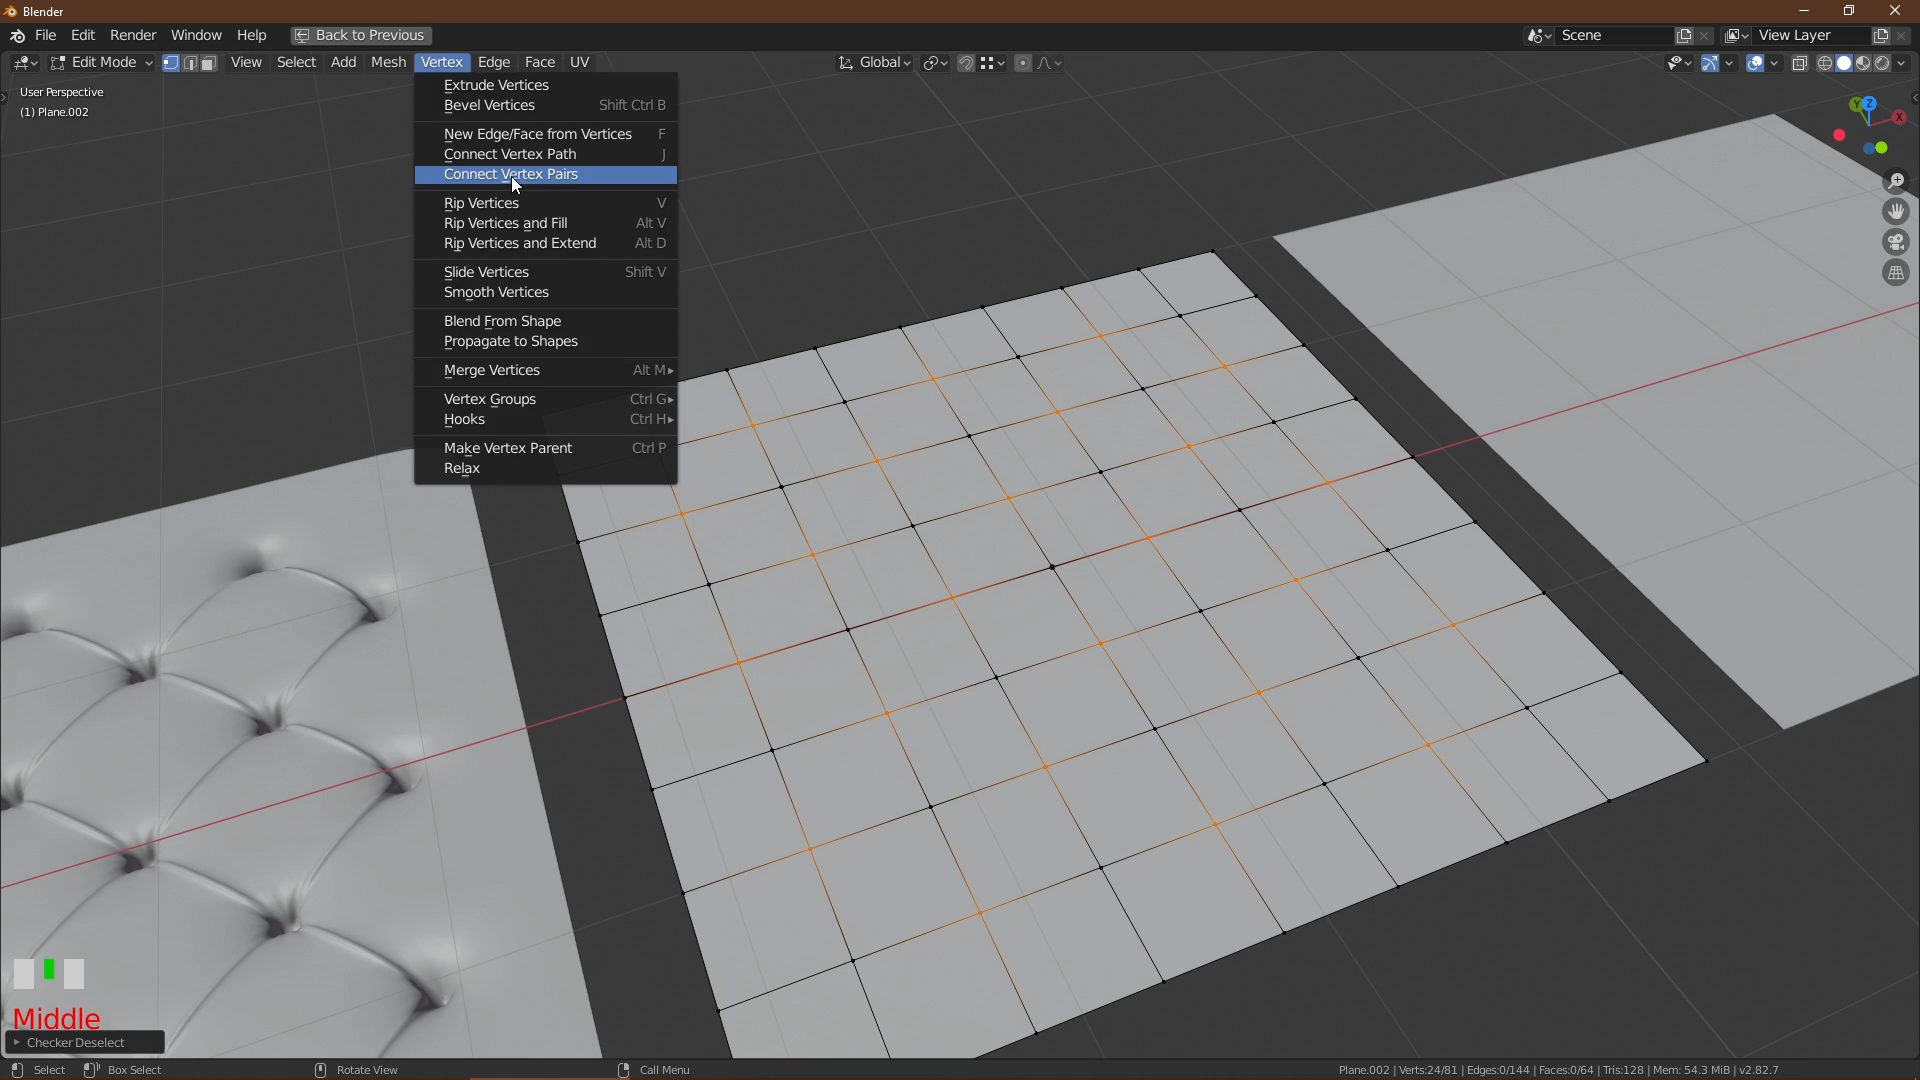 Blender
File Edit Render Window Help Back to Previous Scene View Layer
Edit Mode View Select Add Mesh Vertex Edge Face UV Global
User Perspective
(1) Plane.002
Extrude Vertices
Bevel Vertices Shift Ctrl B
New Edge/Face from Vertices F
Connect Vertex Path J
Connect Vertex Pairs
Rip Vertices V
Rip Vertices and Fill Alt V
Rip Vertices and Extend Alt D
Slide Vertices Shift V
Smooth Vertices
Blend From Shape
Propagate to Shapes
Merge Vertices Alt M
Vertex Groups Ctrl G
Hooks Ctrl H
Make Vertex Parent Ctrl P
Relax
Y Z X
Middle
Checker Deselect
Select Box Select Rotate View Call Menu Plane.002 | Verts:24/81 | Edges:0/144 | Faces:0/64 | Tris:128 | Mem: 54.3 MiB | v2.82.7